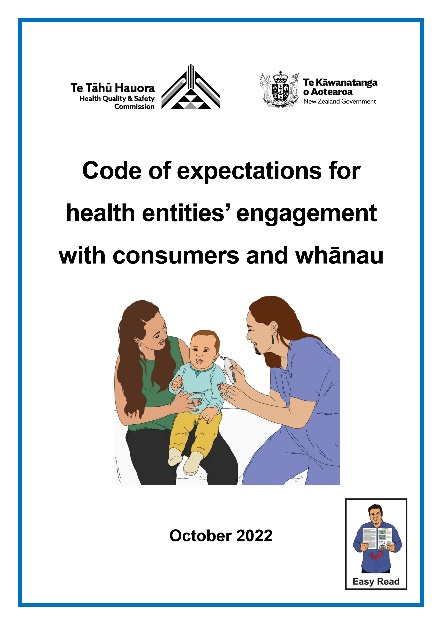 Te Tāhū Hauora
Health Quality & Safety
Commission
Te Kāwanatanga
o Aotearoa
New Zealand Government
Code of expectations for
health entities’ engagement
with consumers and whānau
October 2022
Easy Read